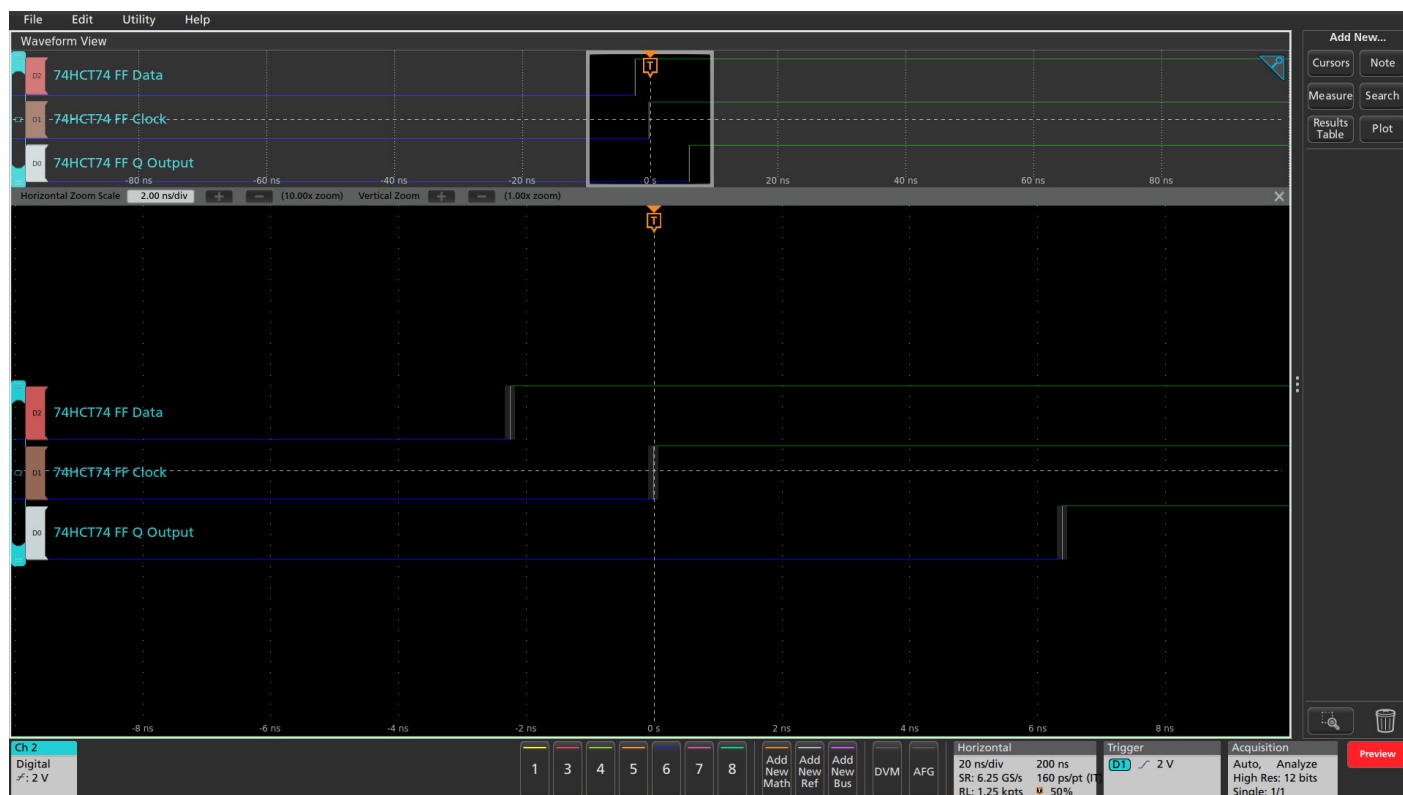 File Edit Utility Help
Waveform View
D2 74HCT74 FF Data
C2 D1 74HCT74 FF Clock
D0 74HCT74 FF Q Output
T
-80 ns -60 ns -40 ns -20 ns 0 s 20 ns 40 ns 60 ns 80 ns
Horizontal Zoom Scale 2.00 ns/div + − (10.00x zoom) Vertical Zoom + − (1.00x zoom)
T
D2 74HCT74 FF Data
C2 D1 74HCT74 FF Clock
D0 74HCT74 FF Q Output
-8 ns -6 ns -4 ns -2 ns 0 s 2 ns 4 ns 6 ns 8 ns
Add New...
Cursors Note
Measure Search
Results Table Plot
Ch 2
Digital
: 2 V
1 3 4 5 6 7 8
Add New Math
Add New Ref
Add New Bus
DVM AFG
Horizontal
20 ns/div 200 ns
SR: 6.25 GS/s 160 ps/pt (IT)
RL: 1.25 kpts 50%
Trigger
D1 2 V
Acquisition
Auto, Analyze
High Res: 12 bits
Single: 1/1
Preview